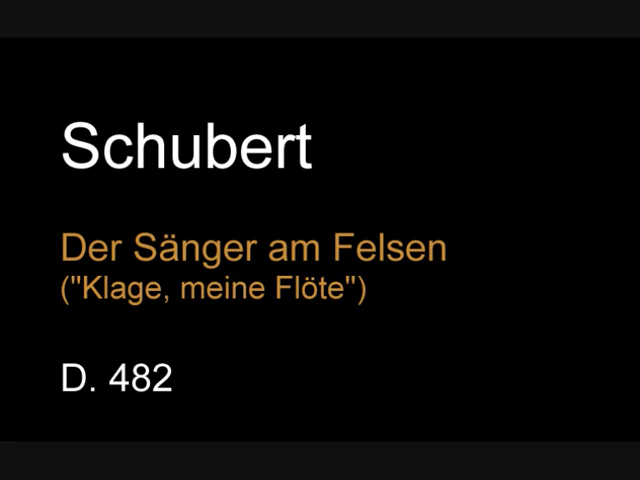 Schubert
Der Sänger am Felsen
("Klage, meine Flöte")
D. 482